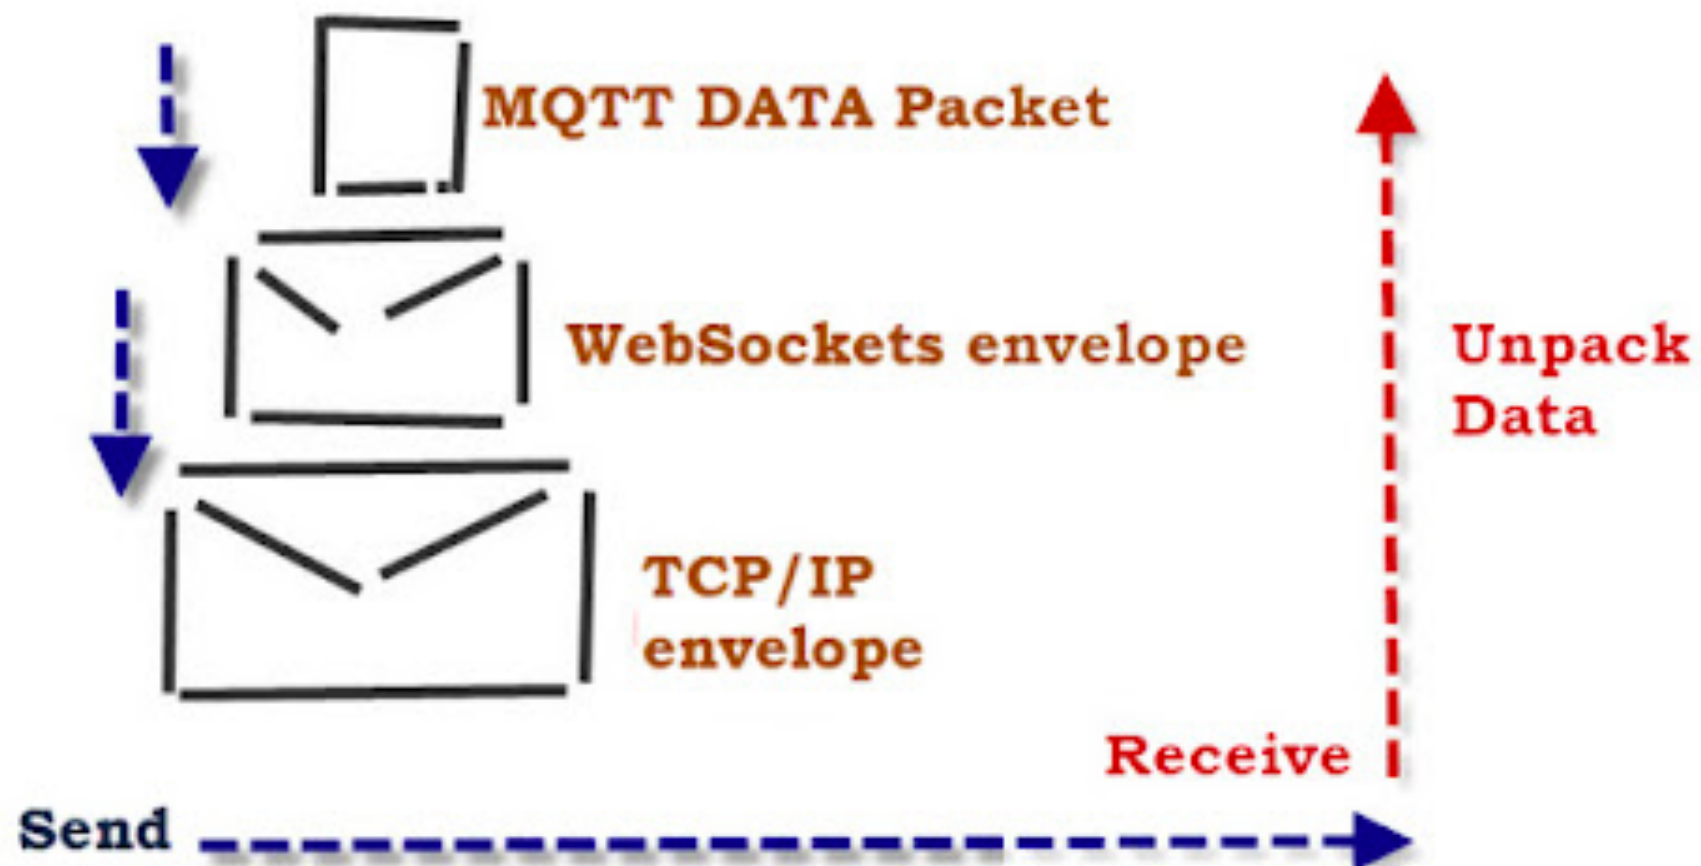 MQTT DATA Packet
WebSockets envelope
Unpack
Data
TCP/IP
envelope
Receive
Send